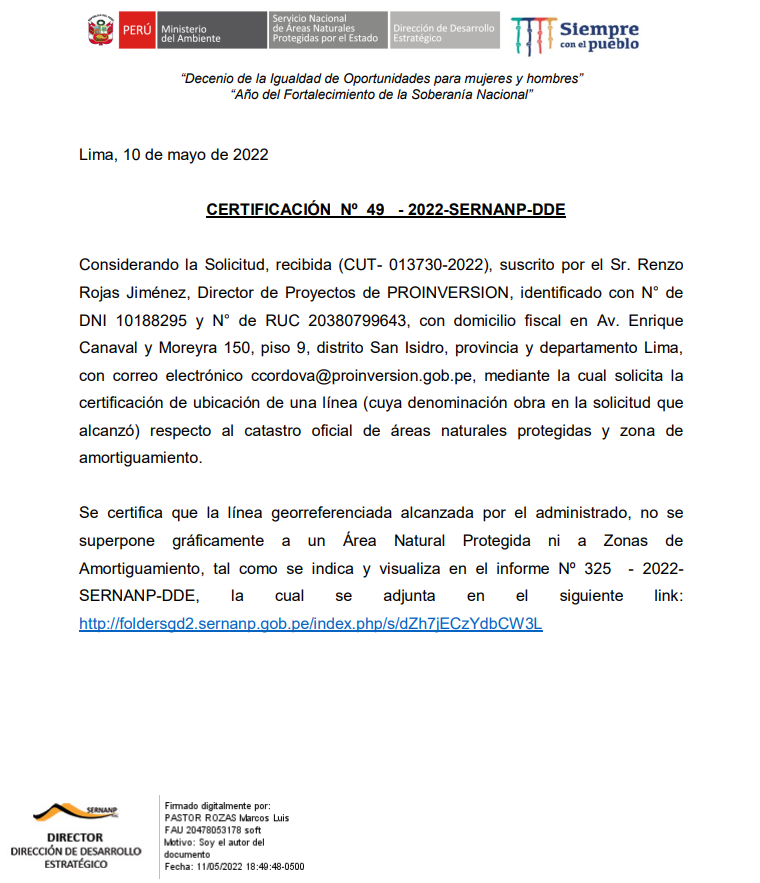 PERÚ
Ministerio
del Ambiente
Servicio Nacional
de Áreas Naturales
Protegidas por el Estado
Dirección de Desarrollo
Estratégico
Siempre
con el pueblo
“Decenio de la Igualdad de Oportunidades para mujeres y hombres”
“Año del Fortalecimiento de la Soberanía Nacional”
Lima, 10 de mayo de 2022
CERTIFICACIÓN Nº 49 - 2022-SERNANP-DDE
Considerando la Solicitud, recibida (CUT- 013730-2022), suscrito por el Sr. Renzo
Rojas Jiménez, Director de Proyectos de PROINVERSION, identificado con N° de
DNI 10188295 y N° de RUC 20380799643, con domicilio fiscal en Av. Enrique
Canaval y Moreyra 150, piso 9, distrito San Isidro, provincia y departamento Lima,
con correo electrónico ccordova@proinversion.gob.pe, mediante la cual solicita la
certificación de ubicación de una línea (cuya denominación obra en la solicitud que
alcanzó) respecto al catastro oficial de áreas naturales protegidas y zona de
amortiguamiento.
Se certifica que la línea georreferenciada alcanzada por el administrado, no se
superpone gráficamente a un Área Natural Protegida ni a Zonas de
Amortiguamiento, tal como se indica y visualiza en el informe Nº 325 - 2022-
SERNANP-DDE, la cual se adjunta en el siguiente link:
http://foldersgd2.sernanp.gob.pe/index.php/s/dZh7jECzYdbCW3L
SERNANP
DIRECTOR
DIRECCIÓN DE DESARROLLO
ESTRATÉGICO
Firmado digitalmente por:
PASTOR ROZAS Marcos Luis
FAU 20478053178 soft
Motivo: Soy el autor del
documento
Fecha: 11/05/2022 18:49:48-0500